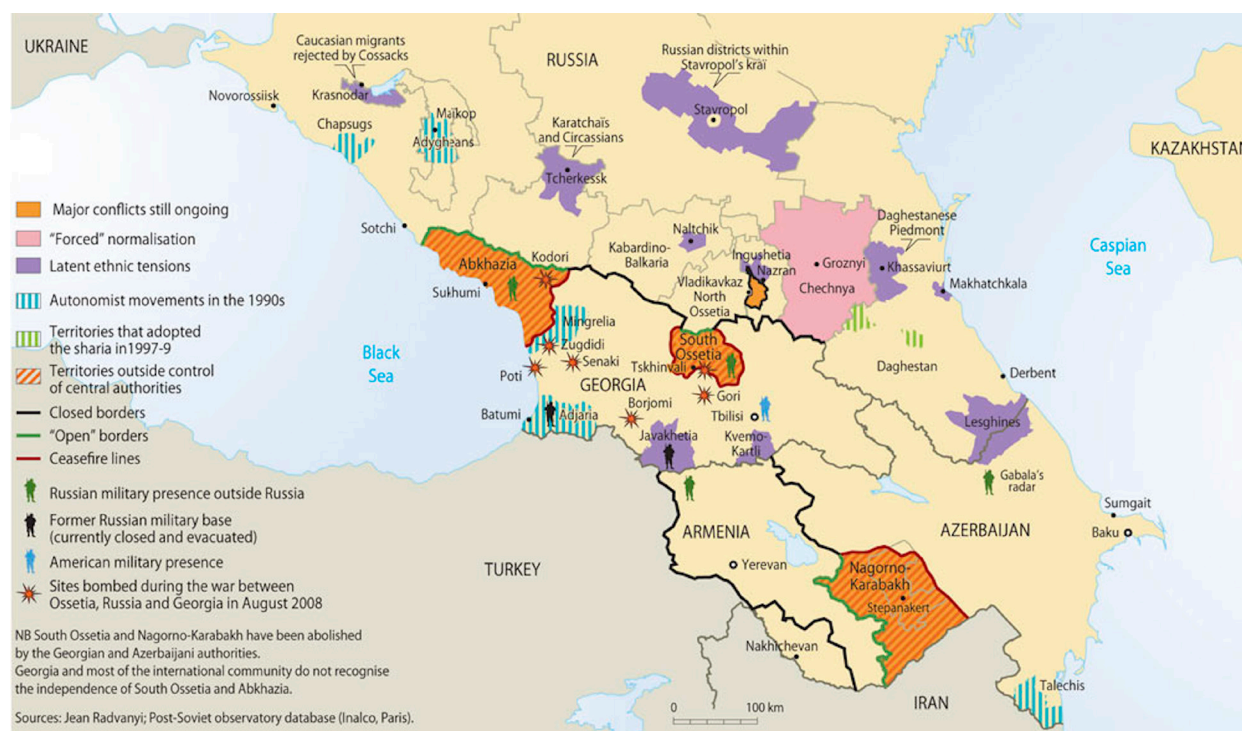 UKRAINE
Caucasian migrants
rejected by Cossacks
RUSSIA
Russian districts within
Stavropol's kraï
Krasnodar
Novorossiisk
Chapsugs
Maïkop
Adygheans
Karatchaïs
and Circassians
Tcherkessk
Stavropol
KAZAKHSTAN
Major conflicts still ongoing
"Forced" normalisation
Latent ethnic tensions
Autonomist movements in the 1990s
Territories that adopted
the sharia in1997-9
Territories outside control
of central authorities
Closed borders
"Open" borders
Ceasefire lines
Russian military presence outside Russia
Former Russian military base
(currently closed and evacuated)
American military presence
Sites bombed during the war between
Ossetia, Russia and Georgia in August 2008
NB South Ossetia and Nagorno-Karabakh have been abolished
by the Georgian and Azerbaijani authorities.
Georgia and most of the international community do not recognise
the independence of South Ossetia and Abkhazia.
Sources: Jean Radvanyi; Post-Soviet observatory database (Inalco, Paris).
Sotchi
Abkhazia
Kodori
Sukhumi
Naltchik
Kabardino-
Balkaria
Ingushetia
Nazran
Vladikavkaz
North
Ossetia
Groznyi
Chechnya
Daghestanese
Piedmont
Khassaviurt
Makhatchkala
Caspian
Sea
Black
Sea
Mingrelia
Zugdidi
Senaki
Poti
GEORGIA
South
Ossetia
Tskhinvali
Gori
Borjomi
Tbilisi
Batumi
Adjaria
Javakhetia
Kvemo-
Kartli
Daghestan
Derbent
Lesghines
Gabala's
radar
Sumgait
Baku
AZERBAIJAN
ARMENIA
Yerevan
TURKEY
Nagorno-
Karabakh
Stepanakert
Nakhichevan
IRAN
Talechis
0 100 km